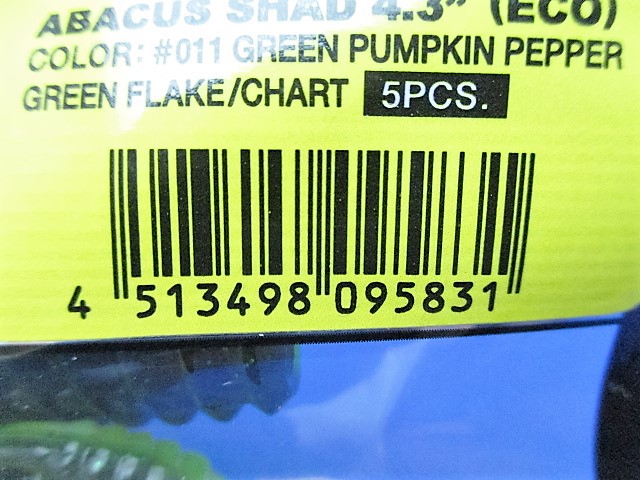 ABACUS SHAD 4.3" (ECO)
COLOR: #011 GREEN PUMPKIN PEPPER
GREEN FLAKE/CHART 5PCS.
4 513498 095831